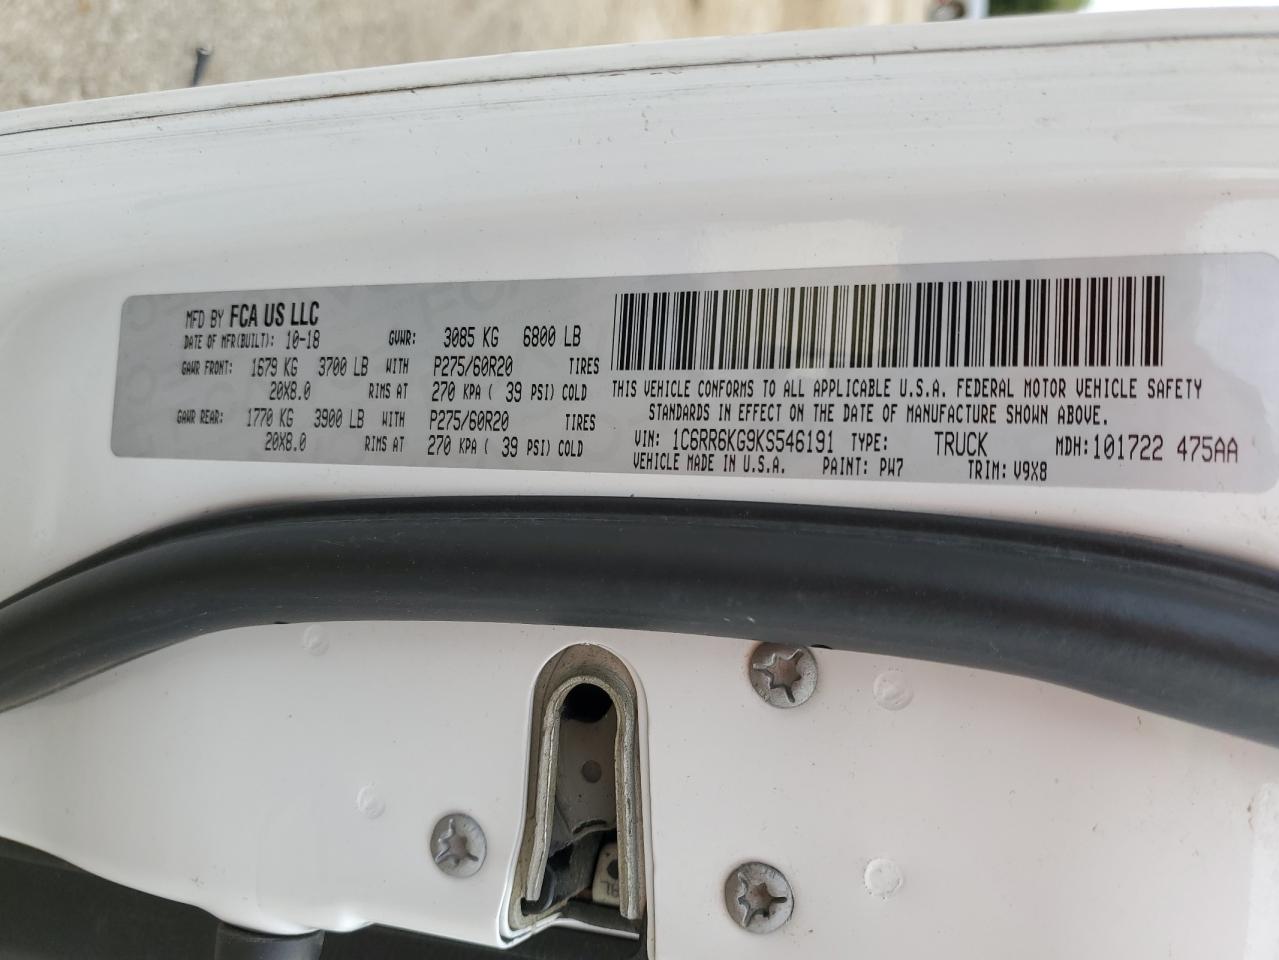 MFD BY FCA US LLC
DATE OF MFR(BUILT): 10-18 GVWR: 3085 KG 6800 LB
GAWR FRONT: 1679 KG 3700 LB WITH P275/60R20 TIRES
20X8.0 RIMS AT 270 KPA ( 39 PSI) COLD
GAWR REAR: 1770 KG 3900 LB WITH P275/60R20 TIRES
20X8.0 RIMS AT 270 KPA ( 39 PSI) COLD
THIS VEHICLE CONFORMS TO ALL APPLICABLE U.S.A. FEDERAL MOTOR VEHICLE SAFETY
STANDARDS IN EFFECT ON THE DATE OF MANUFACTURE SHOWN ABOVE.
VIN: 1C6RR6KG9KS546191 TYPE: TRUCK MDH:101722 475AA
VEHICLE MADE IN U.S.A. PAINT: PW7 TRIM: V9X8